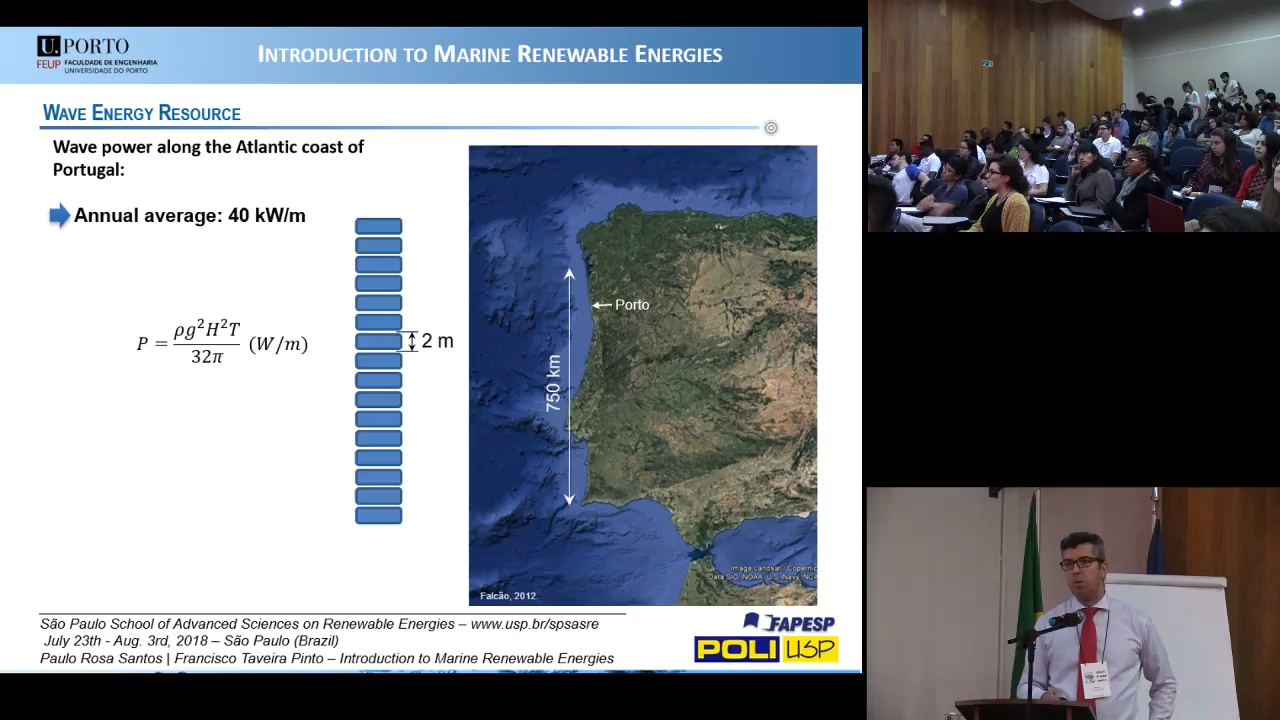 U.PORTO
FEUP FACULDADE DE ENGENHARIA
UNIVERSIDADE DO PORTO
INTRODUCTION TO MARINE RENEWABLE ENERGIES
WAVE ENERGY RESOURCE
Wave power along the Atlantic coast of
Portugal:
Annual average: 40 kW/m
P = ρg²H²T / 32π (W/m)
2 m
Porto
750 km
Image Landsat / Copernic
Data SIO, NOAA, U.S. Navy, NGA
Falcão, 2012.
São Paulo School of Advanced Sciences on Renewable Energies – www.usp.br/spsasre
July 23th - Aug. 3rd, 2018 – São Paulo (Brazil)
Paulo Rosa Santos | Francisco Taveira Pinto – Introduction to Marine Renewable Energies
FAPESP
POLI USP